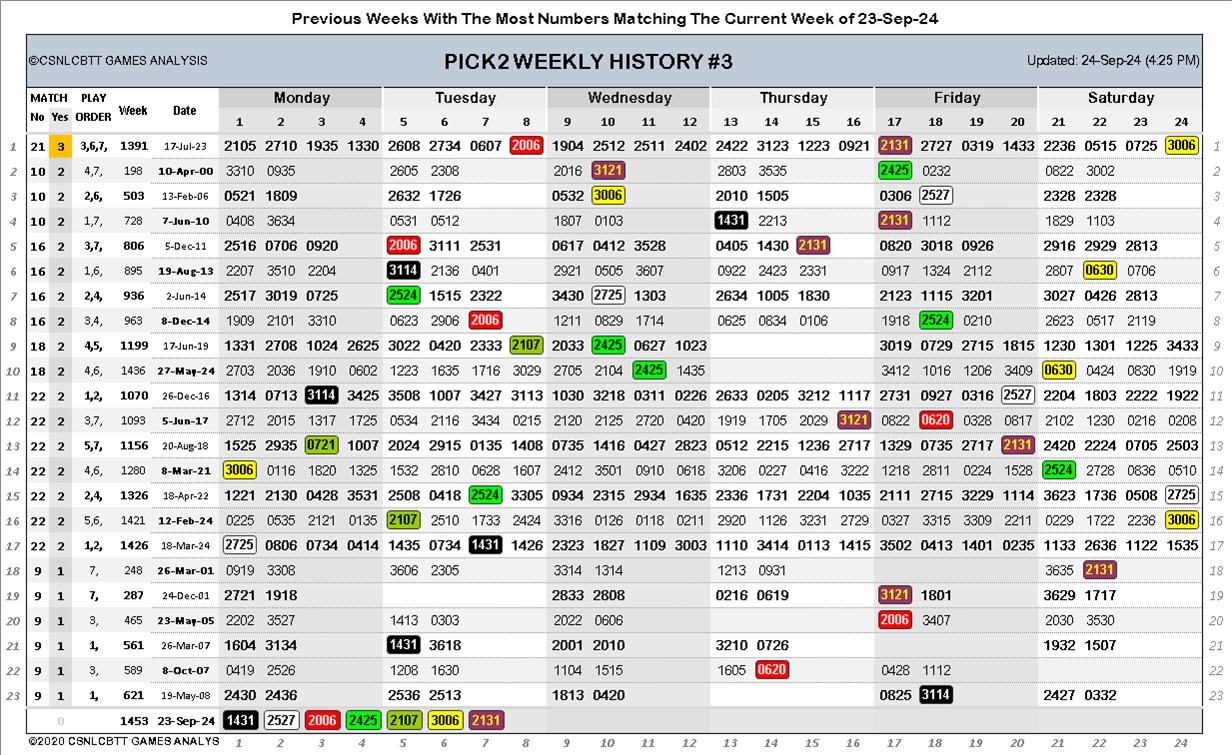 Previous Weeks With The Most Numbers Matching The Current Week of 23-Sep-24
©CSNLCBTT GAMES ANALYSIS PICK2 WEEKLY HISTORY #3 Updated: 24-Sep-24 (4:25 PM)
MATCH PLAY Week Date Monday Tuesday Wednesday Thursday Friday Saturday
No Yes ORDER 1 2 3 4 5 6 7 8 9 10 11 12 13 14 15 16 17 18 19 20 21 22 23 24
1 21 3 3,6,7, 1391 17-Jul-23 2105 2710 1935 1330 2608 2734 0607 2006 1904 2512 2511 2402 2422 3123 1223 0921 2131 2727 0319 1433 2236 0515 0725 3006 1
2 10 2 4,7, 198 10-Apr-00 3310 0935 2605 2308 2016 3121 2803 3535 2425 0232 0822 3002 2
3 10 2 2,6, 503 13-Feb-06 0521 1809 2632 1726 0532 3006 2010 1505 0306 2527 2328 2328 3
4 10 2 1,7, 728 7-Jun-10 0408 3634 0531 0512 1807 0103 1431 2213 2131 1112 1829 1103 4
5 16 2 3,7, 806 5-Dec-11 2516 0706 0920 2006 3111 2531 0617 0412 3528 0405 1430 2131 0820 3018 0926 2916 2929 2813 5
6 16 2 1,6, 895 19-Aug-13 2207 3510 2204 3114 2136 0401 2921 0505 3607 0922 2423 2331 0917 1324 2112 2807 0630 0706 6
7 16 2 2,4, 936 2-Jun-14 2517 3019 0725 2524 1515 2322 3430 2725 1303 2634 1005 1830 2123 1115 3201 3027 0426 2813 7
8 16 2 3,4, 963 8-Dec-14 1909 2101 3310 0623 2906 2006 1211 0829 1714 0625 0834 0106 1918 2524 0210 2623 0517 2119 8
9 18 2 4,5, 1199 17-Jun-19 1331 2708 1024 2625 3022 0420 2333 2107 2033 2425 0627 1023 3019 0729 2715 1815 1230 1301 1225 3433 9
10 18 2 4,6, 1436 27-May-24 2703 2036 1910 0602 1223 1635 1716 3029 2705 2104 2425 1435 3412 1016 1206 3409 0630 0424 0830 1919 10
11 22 2 1,2, 1070 26-Dec-16 1314 0713 3114 3425 3508 1007 3427 3113 1030 3218 0311 0226 2633 0705 3212 1117 2731 0927 0316 2527 2204 1803 2222 1922 11
12 22 2 3,7, 1093 5-Jun-17 2712 2015 1317 1725 0534 2116 3434 0215 2120 2125 2720 0420 1919 1705 2029 3121 0822 0620 0328 0817 2102 1230 0216 0208 12
13 22 2 5,7, 1156 20-Aug-18 1525 2935 0721 1007 2024 2915 0135 1408 0735 1416 0427 2823 0512 2215 1236 2717 1329 0735 2717 2131 2420 2224 0705 2503 13
14 22 2 4,6, 1280 8-Mar-21 3006 0116 1820 1325 1532 2810 0628 1607 2412 3501 0910 0618 3206 0227 0416 3222 1218 2811 0224 1528 2524 2728 0836 0510 14
15 22 2 2,4, 1326 18-Apr-22 1221 2130 0428 3531 2508 0418 2524 3305 0934 2315 2934 1635 2336 1731 2204 1035 2111 2715 3229 1114 3623 1736 0508 2725 15
16 22 2 5,6, 1421 12-Feb-24 0225 0535 2121 0135 2107 2510 1733 2424 3316 0126 0118 0211 2920 1126 3231 2729 0327 3315 3309 2211 0229 1722 2236 3006 16
17 22 2 1,2, 1426 18-Mar-24 2725 0806 0734 0414 1435 0734 1431 1426 2323 1827 1109 3003 1110 3414 0113 1415 3502 0413 1401 0235 1133 2636 1122 1535 17
18 9 1 7, 248 26-Mar-01 0919 3308 3606 2305 3314 1314 1213 0931 3635 2131 18
19 9 1 7, 287 24-Dec-01 2721 1918 2833 2808 0216 0619 3121 1801 3629 1717 19
20 9 1 3, 465 23-May-05 2202 3527 1413 0303 2022 0606 2006 3407 2030 3530 20
21 9 1 1, 561 26-Mar-07 1604 3134 1431 3618 2001 2010 3210 0726 1932 1507 21
22 9 1 3, 589 8-Oct-07 0419 2526 1208 1630 1104 1515 1605 0620 0428 1112 22
23 9 1 1, 621 19-May-08 2430 2436 2536 2513 1813 0420 0825 3114 2427 0332 23
0 1453 23-Sep-24 1431 2527 2006 2425 2107 3006 2131
©2020 CSNLCBTT GAMES ANALYS 1 2 3 4 5 6 7 8 9 10 11 12 13 14 15 16 17 18 19 20 21 22 23 24